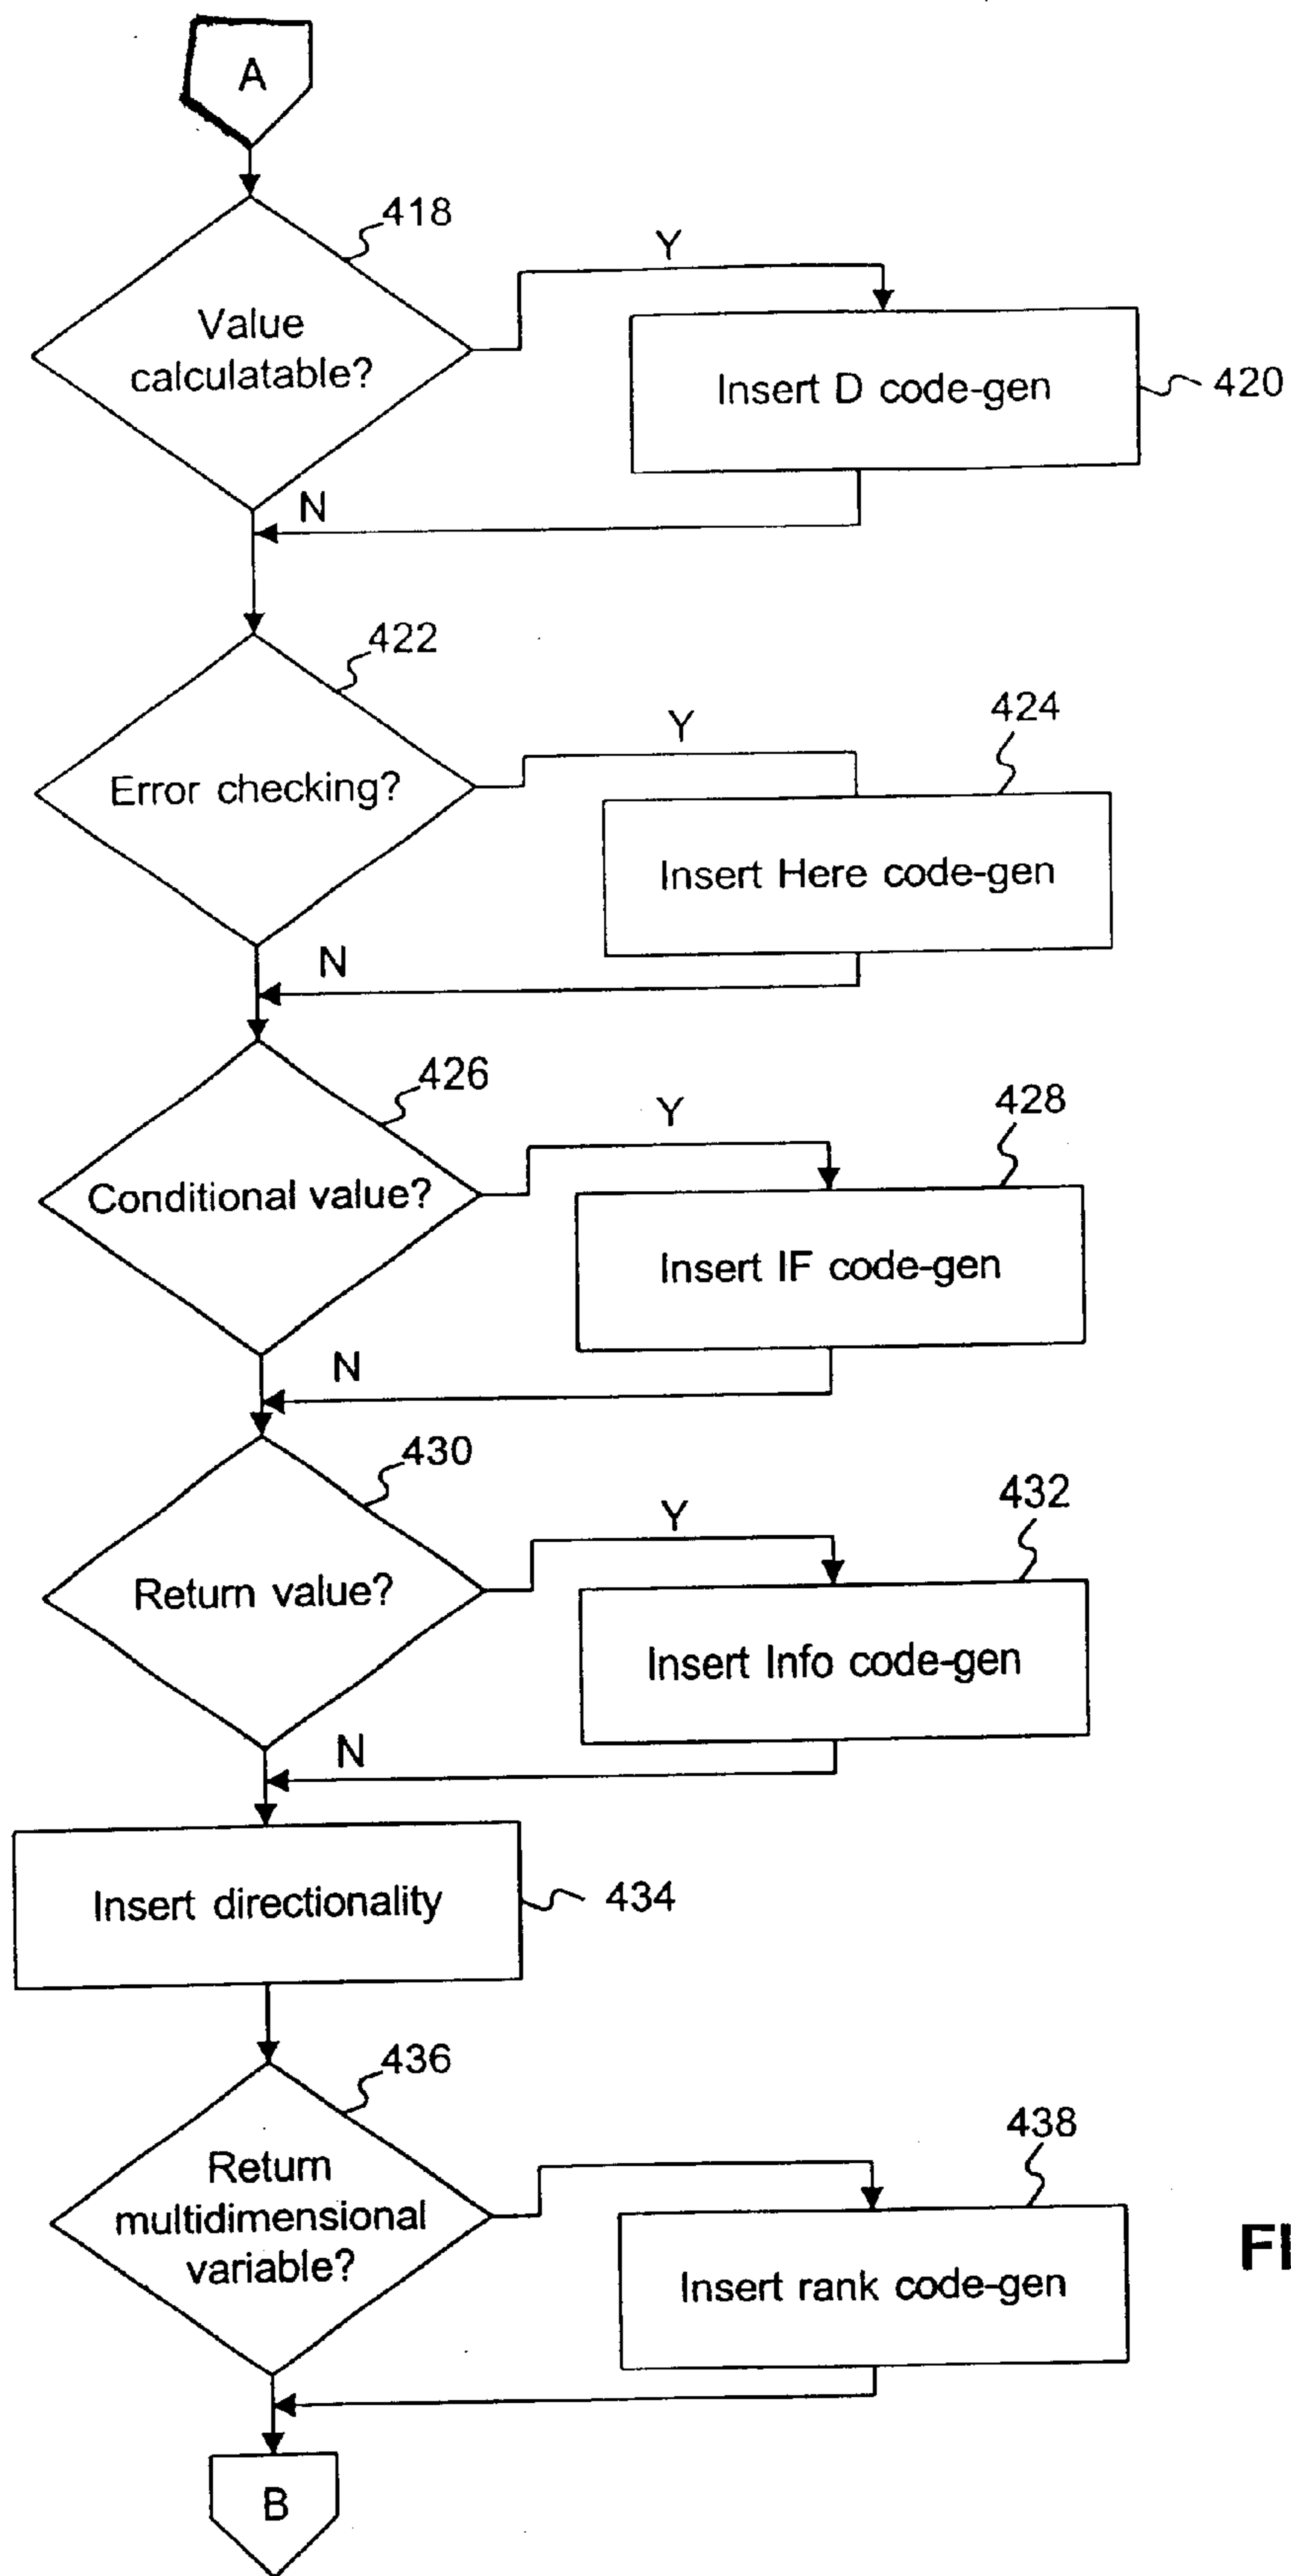 A
418
Y
Value
calculatable?
Insert D code-gen
420
N
422
424
Y
Error checking?
Insert Here code-gen
N
426
428
Y
Conditional value?
Insert IF code-gen
N
430
432
Y
Return value?
Insert Info code-gen
N
Insert directionality
434
436
438
Return
multidimensional
variable?
Insert rank code-gen
FI
B